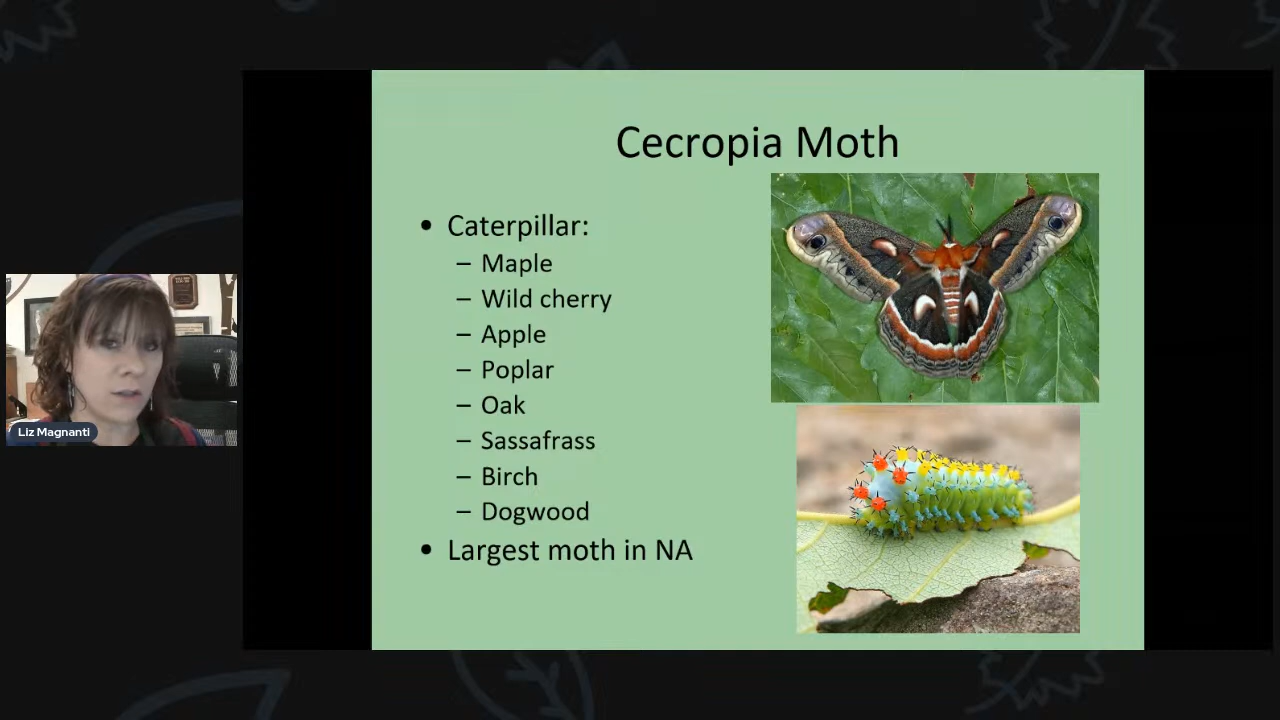 Cecropia Moth
• Caterpillar:
– Maple
– Wild cherry
– Apple
– Poplar
– Oak
– Sassafrass
– Birch
– Dogwood
• Largest moth in NA
Liz Magnanti